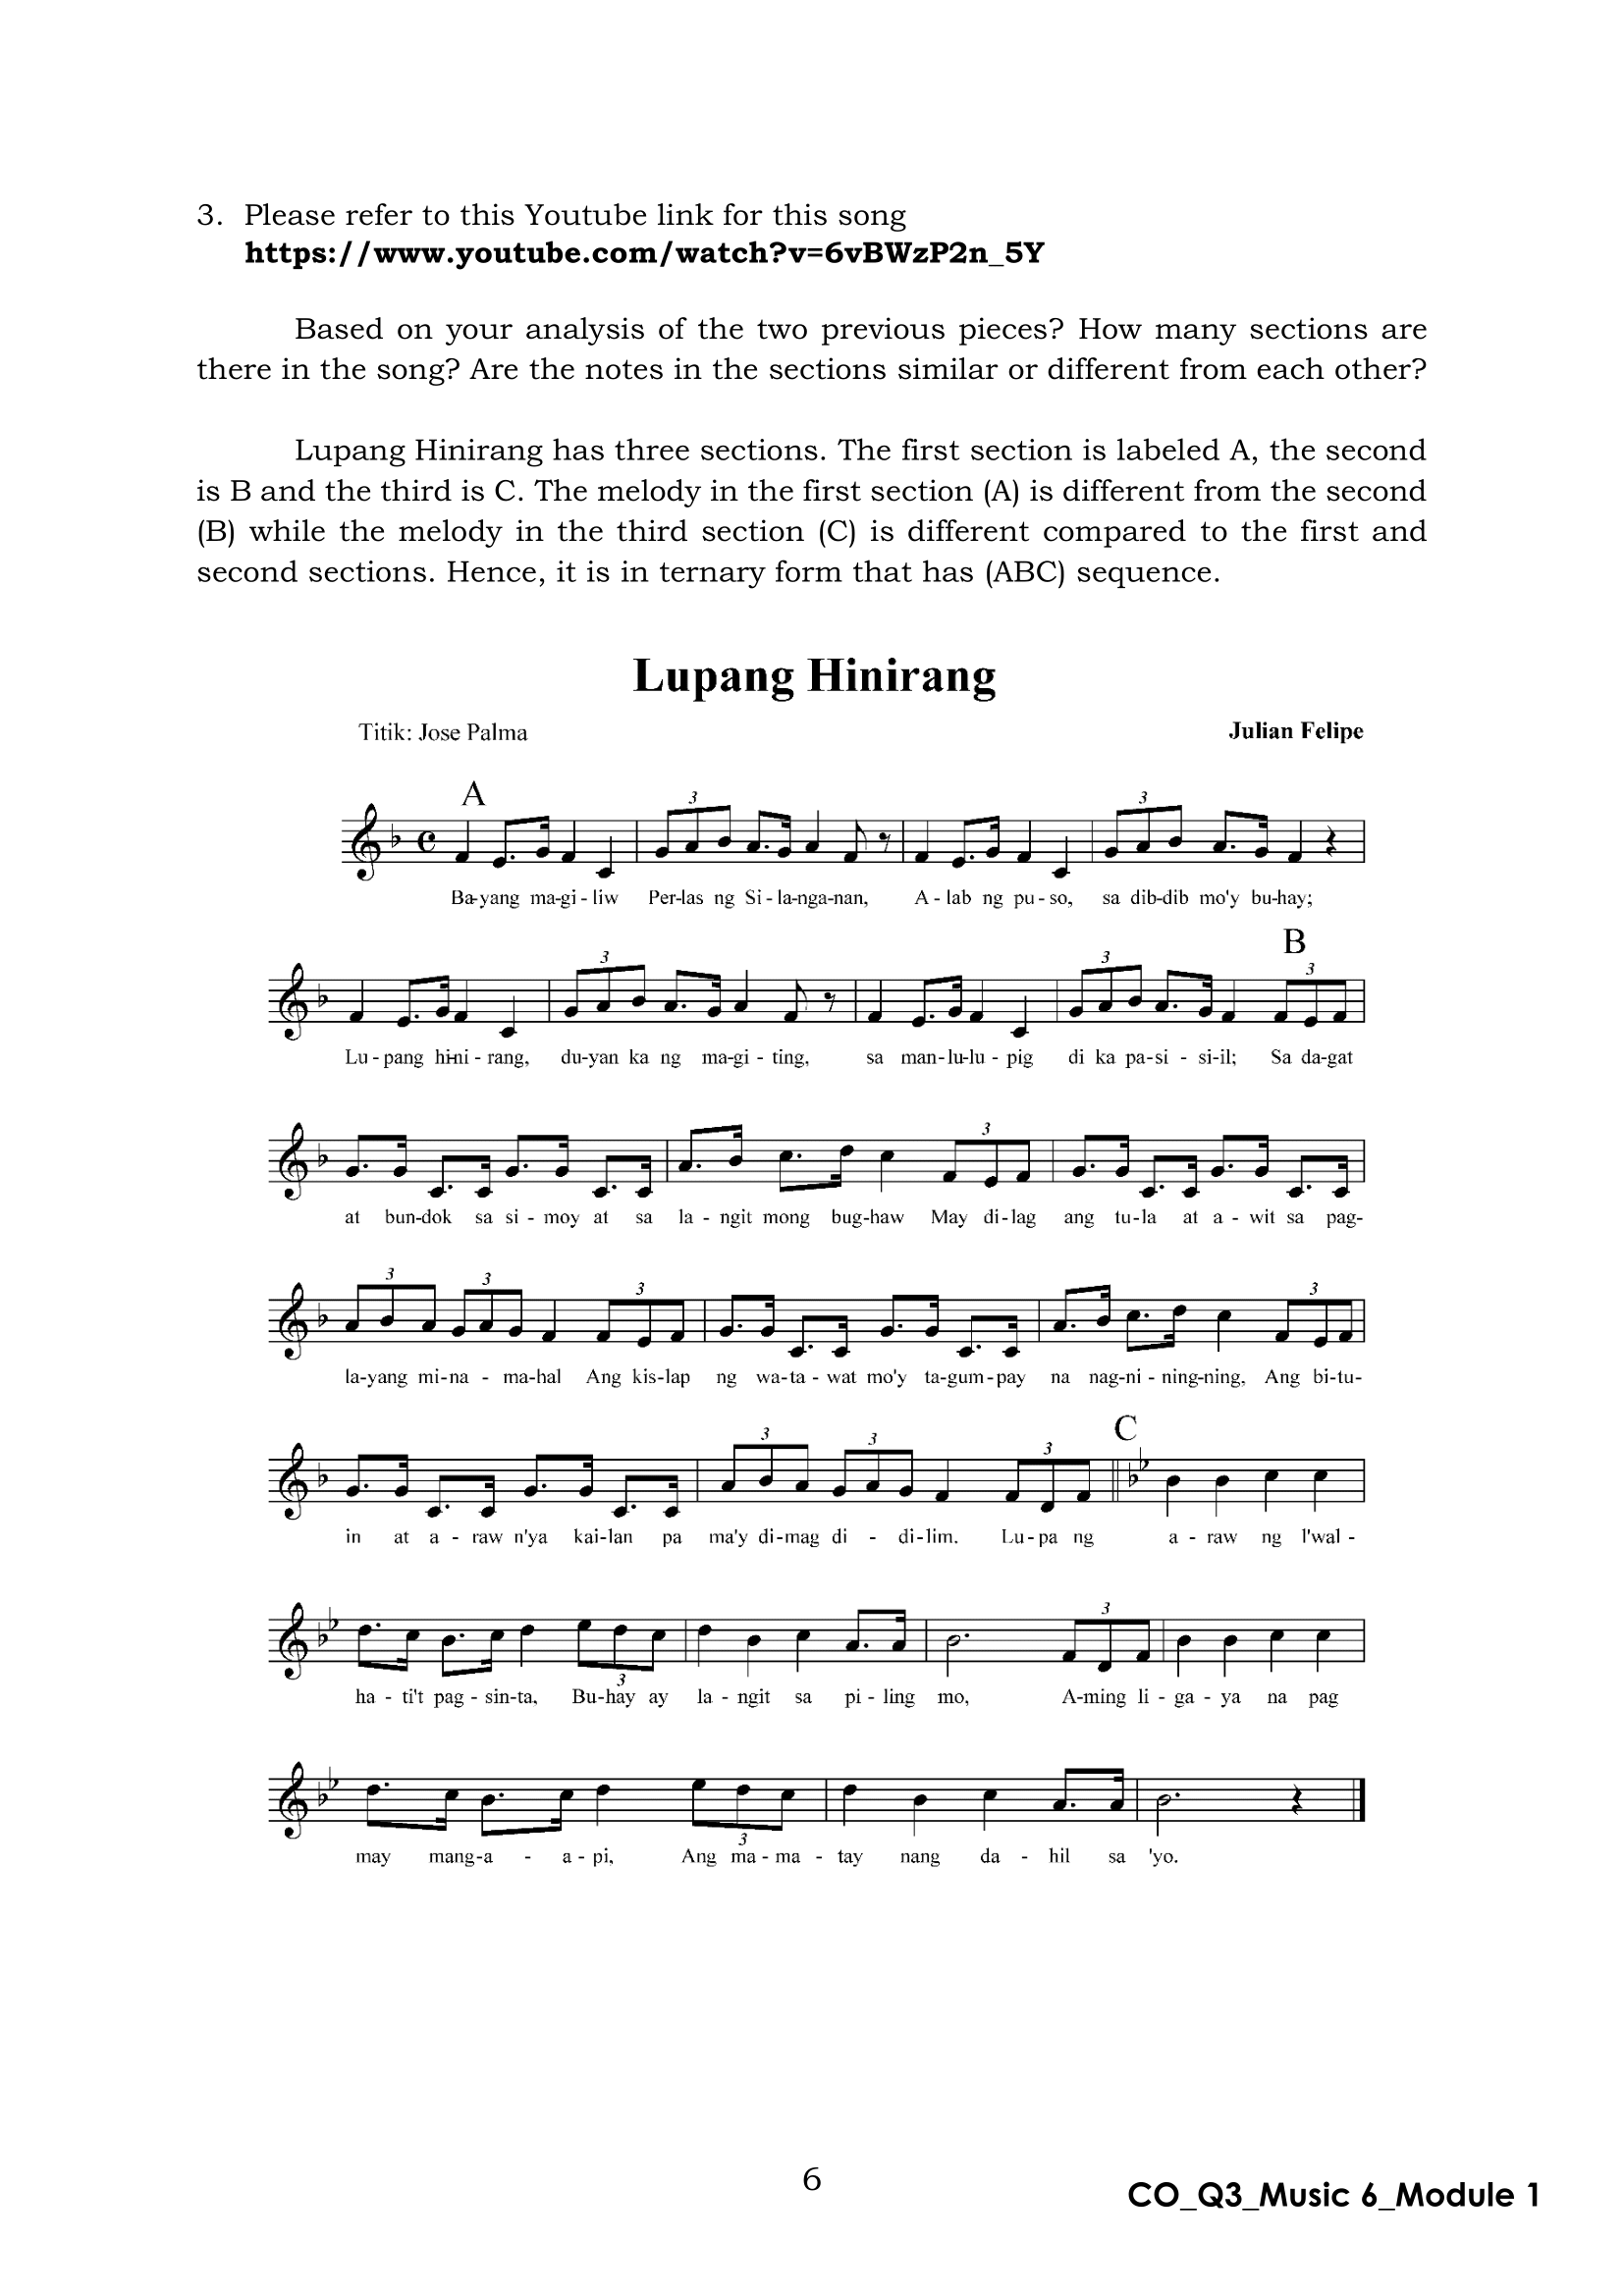 3. Please refer to this Youtube link for this song
https://www.youtube.com/watch?v=6vBWzP2n_5Y
Based on your analysis of the two previous pieces? How many sections are
there in the song? Are the notes in the sections similar or different from each other?
Lupang Hinirang has three sections. The first section is labeled A, the second
is B and the third is C. The melody in the first section (A) is different from the second
(B) while the melody in the third section (C) is different compared to the first and
second sections. Hence, it is in ternary form that has (ABC) sequence.
Lupang Hinirang
Titik: Jose Palma
Julian Felipe
A
3 3
Ba-yang ma-gi-liw Per-las ng Si-la-nga-nan, A-lab ng pu-so, sa dib-dib mo'y bu-hay;
B
3 3 3
Lu-pang hi-ni-rang, du-yan ka ng ma-gi-ting, sa man-lu-lu-pig di ka pa-si-si-il; Sa da-gat
3
at bun-dok sa si-moy at sa la-ngit mong bug-haw May di-lag ang tu-la at a-wit sa pag-
3 3 3 3
la-yang mi-na-ma-hal Ang kis-lap ng wa-ta-wat mo'y ta-gum-pay na nag-ni-ning-ning, Ang bi-tu-
C
3 3 3
in at a-raw n'ya kai-lan pa ma'y di-mag di-di-lim. Lu-pa ng a-raw ng l'wal-
3 3
ha-ti't pag-sin-ta, Bu-hay ay la-ngit sa pi-ling mo, A-ming li-ga-ya na pag
3
may mang-a-a-pi, Ang ma-ma-tay nang da-hil sa 'yo.
6
CO_Q3_Music 6_Module 1